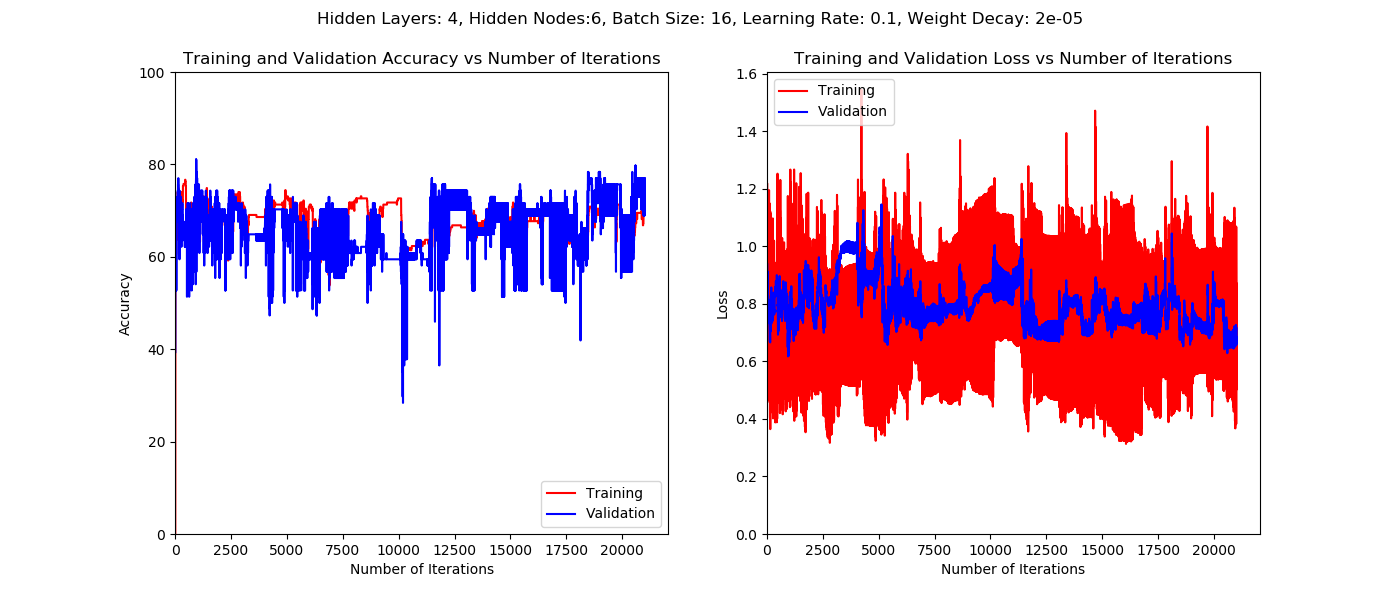 Hidden Layers: 4, Hidden Nodes:6, Batch Size: 16, Learning Rate: 0.1, Weight Decay: 2e-05
Training and Validation Accuracy vs Number of Iterations
100
80
60
40
20
0
Accuracy
0 2500 5000 7500 10000 12500 15000 17500 20000
Number of Iterations
Training
Validation
Training and Validation Loss vs Number of Iterations
Training
Validation
1.6
1.4
1.2
1.0
0.8
0.6
0.4
0.2
0.0
Loss
0 2500 5000 7500 10000 12500 15000 17500 20000
Number of Iterations